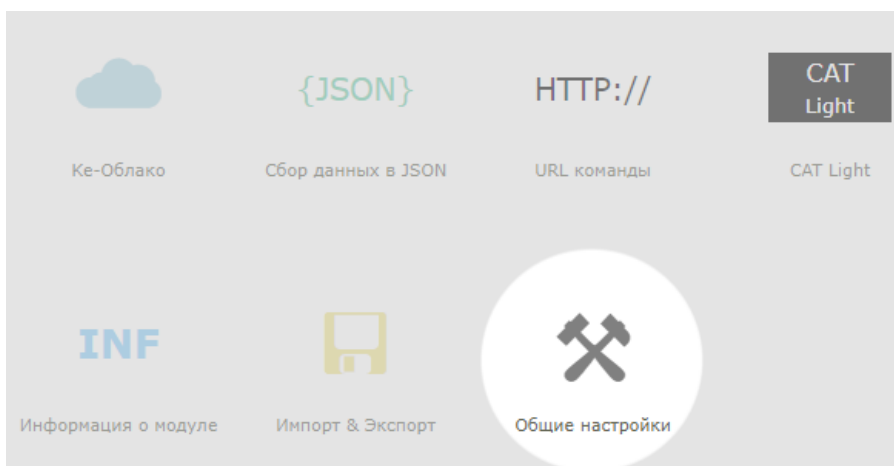 {JSON}
HTTP://
CAT
Light
Ке-Облако
Сбор данных в JSON
URL команды
CAT Light
INF
Информация о модуле
Импорт & Экспорт
Общие настройки